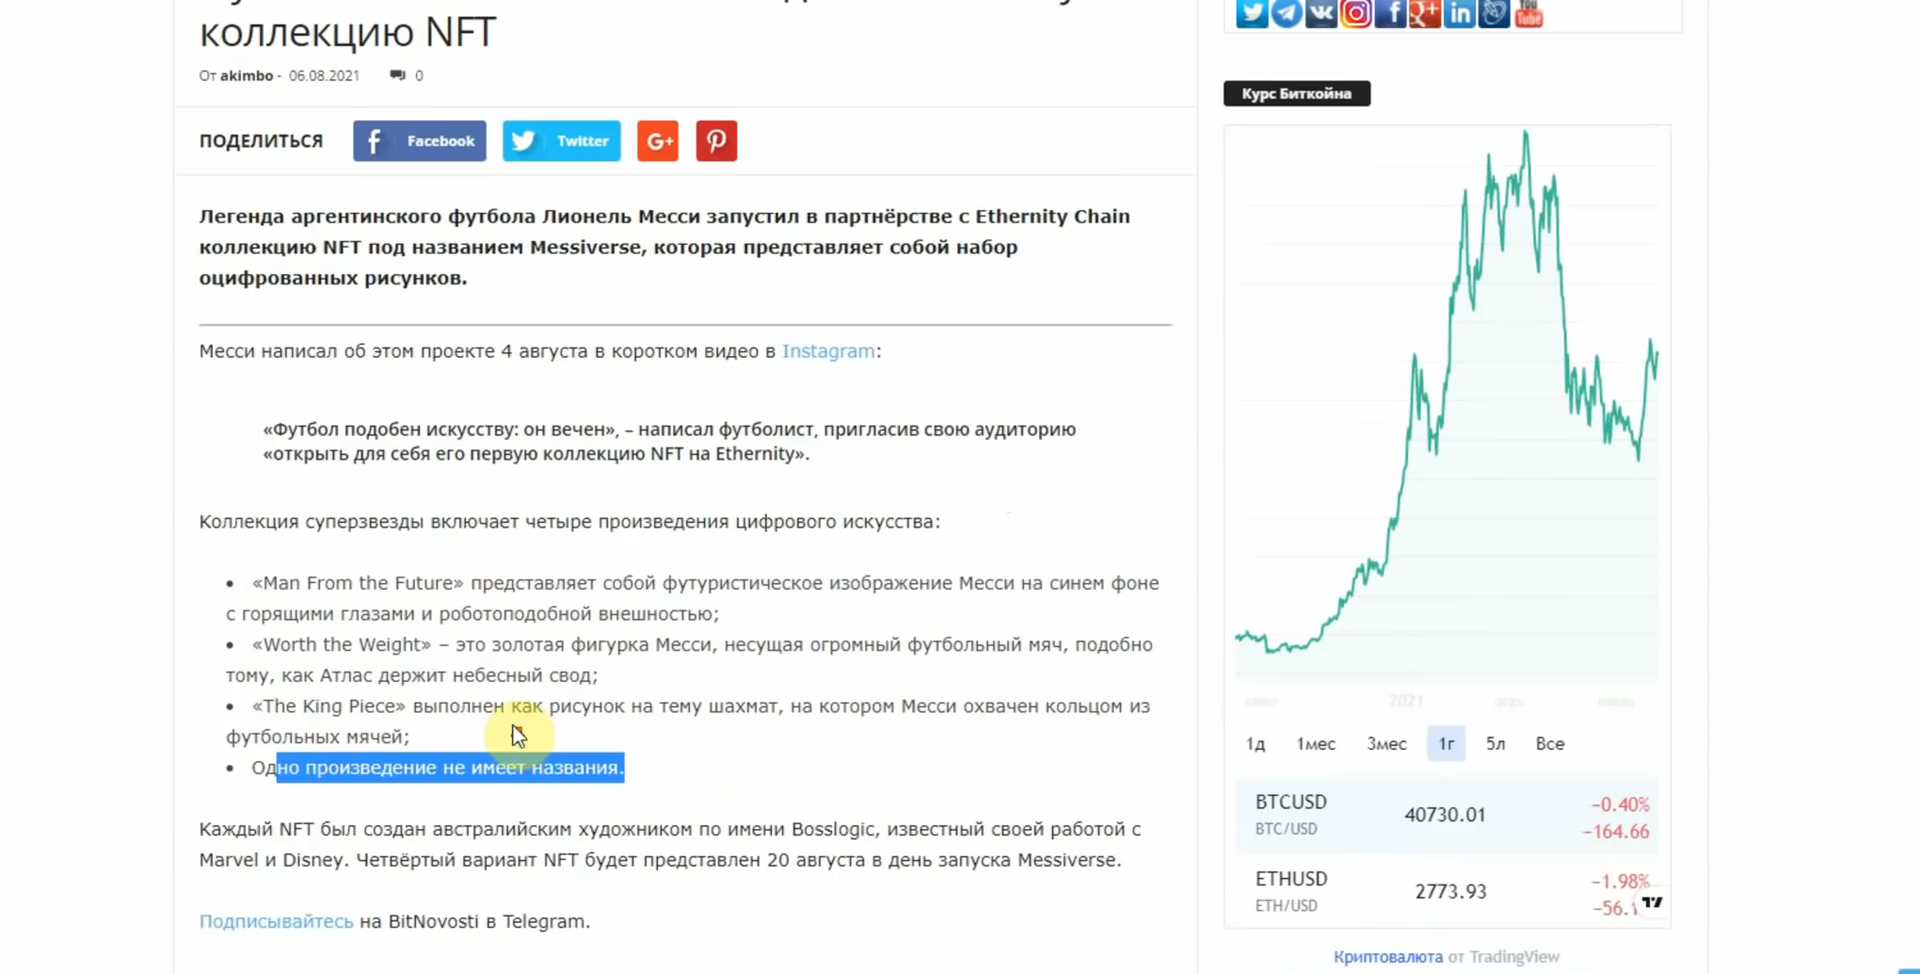 коллекцию NFT
От akimbo - 06.08.2021 0
ПОДЕЛИТЬСЯ
Facebook
Twitter
G+
Легенда аргентинского футбола Лионель Месси запустил в партнёрстве с Ethernity Chain
коллекцию NFT под названием Messiverse, которая представляет собой набор
оцифрованных рисунков.
Месси написал об этом проекте 4 августа в коротком видео в Instagram:
«Футбол подобен искусству: он вечен», – написал футболист, пригласив свою аудиторию
«открыть для себя его первую коллекцию NFT на Ethernity».
Коллекция суперзвезды включает четыре произведения цифрового искусства:
• «Man From the Future» представляет собой футуристическое изображение Месси на синем фоне
с горящими глазами и роботоподобной внешностью;
• «Worth the Weight» – это золотая фигурка Месси, несущая огромный футбольный мяч, подобно
тому, как Атлас держит небесный свод;
• «The King Piece» выполнен как рисунок на тему шахмат, на котором Месси охвачен кольцом из
футбольных мячей;
• Одно произведение не имеет названия.
Каждый NFT был создан австралийским художником по имени Bosslogic, известный своей работой с
Marvel и Disney. Четвёртый вариант NFT будет представлен 20 августа в день запуска Messiverse.
Подписывайтесь на BitNovosti в Telegram.
You Tube
Курс Биткойна
2021
1д 1мес 3мес 1г 5л Все
BTCUSD 40730.01 −0.40%
BTC/USD −164.66
ETHUSD 2773.93 −1.98%
ETH/USD −56.
Криптовалюта от TradingView